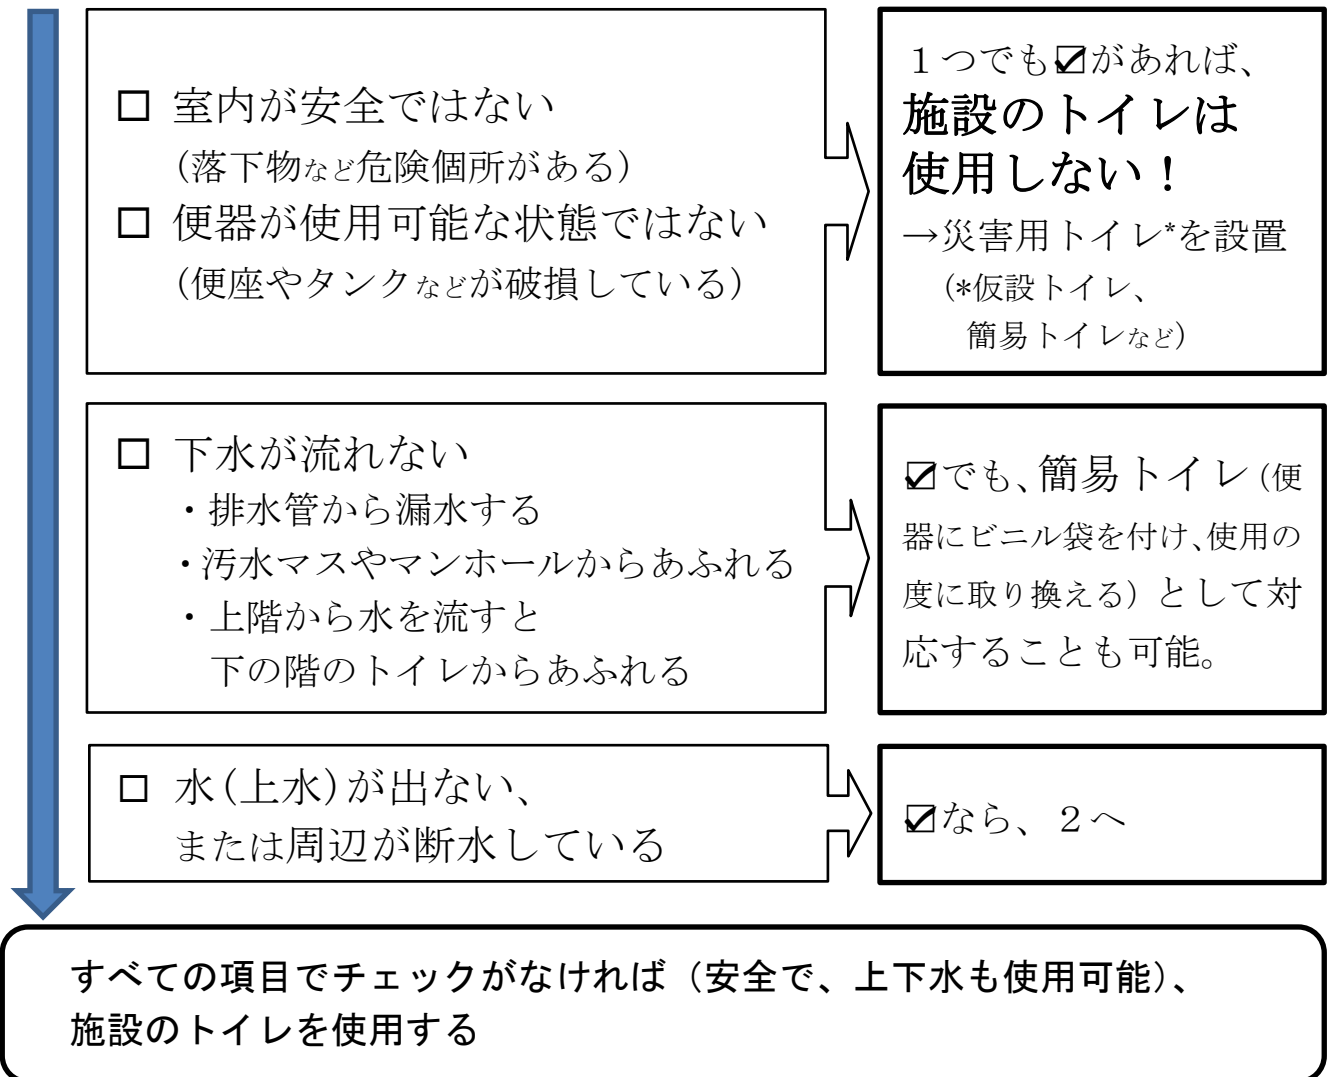 □ 室内が安全ではない
（落下物など危険個所がある）
□ 便器が使用可能な状態ではない
（便座やタンクなどが破損している）
１つでも☑があれば、
施設のトイレは
使用しない！
→災害用トイレ*を設置
（*仮設トイレ、
簡易トイレなど）
□ 下水が流れない
・排水管から漏水する
・汚水マスやマンホールからあふれる
・上階から水を流すと
下の階のトイレからあふれる
☑でも、簡易トイレ（便
器にビニル袋を付け、使用の
度に取り換える）として対
応することも可能。
□ 水(上水)が出ない、
または周辺が断水している
☑なら、２へ
すべての項目でチェックがなければ（安全で、上下水も使用可能）、
施設のトイレを使用する